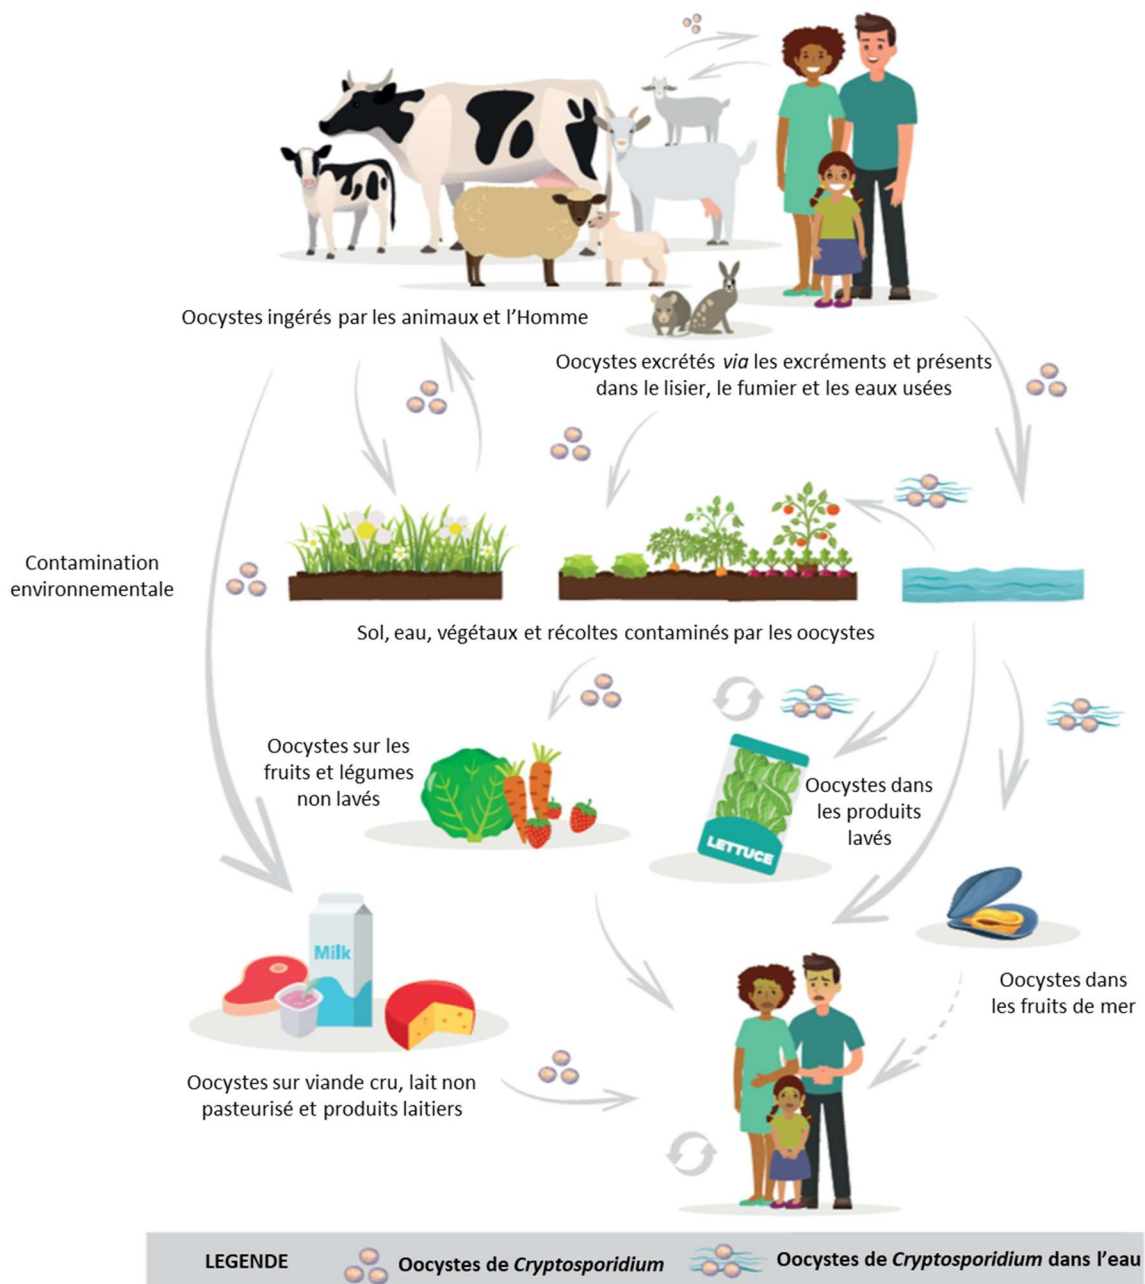 Oocystes ingérés par les animaux et l'Homme
Oocystes excrétés via les excréments et présents
dans le lisier, le fumier et les eaux usées
Contamination
environnementale
Sol, eau, végétaux et récoltes contaminés par les oocystes
Oocystes sur les
fruits et légumes
non lavés
LETTUCE
Oocystes dans
les produits
lavés
Milk
Oocystes dans
les fruits de mer
Oocystes sur viande cru, lait non
pasteurisé et produits laitiers
LEGENDE
Oocystes de Cryptosporidium
Oocystes de Cryptosporidium dans l'eau